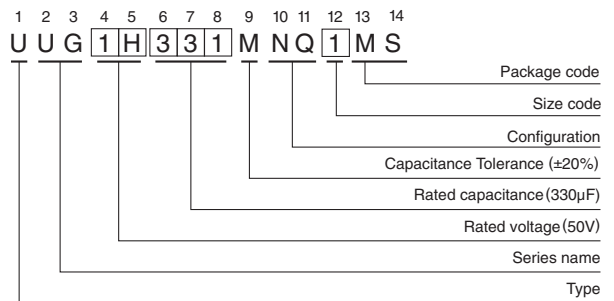 1 2 3 4 5 6 7 8 9 10 11 12 13 14
U U G 1 H 3 3 1 M N Q 1 M S
Package code
Size code
Configuration
Capacitance Tolerance (±20%)
Rated capacitance (330µF)
Rated voltage (50V)
Series name
Type